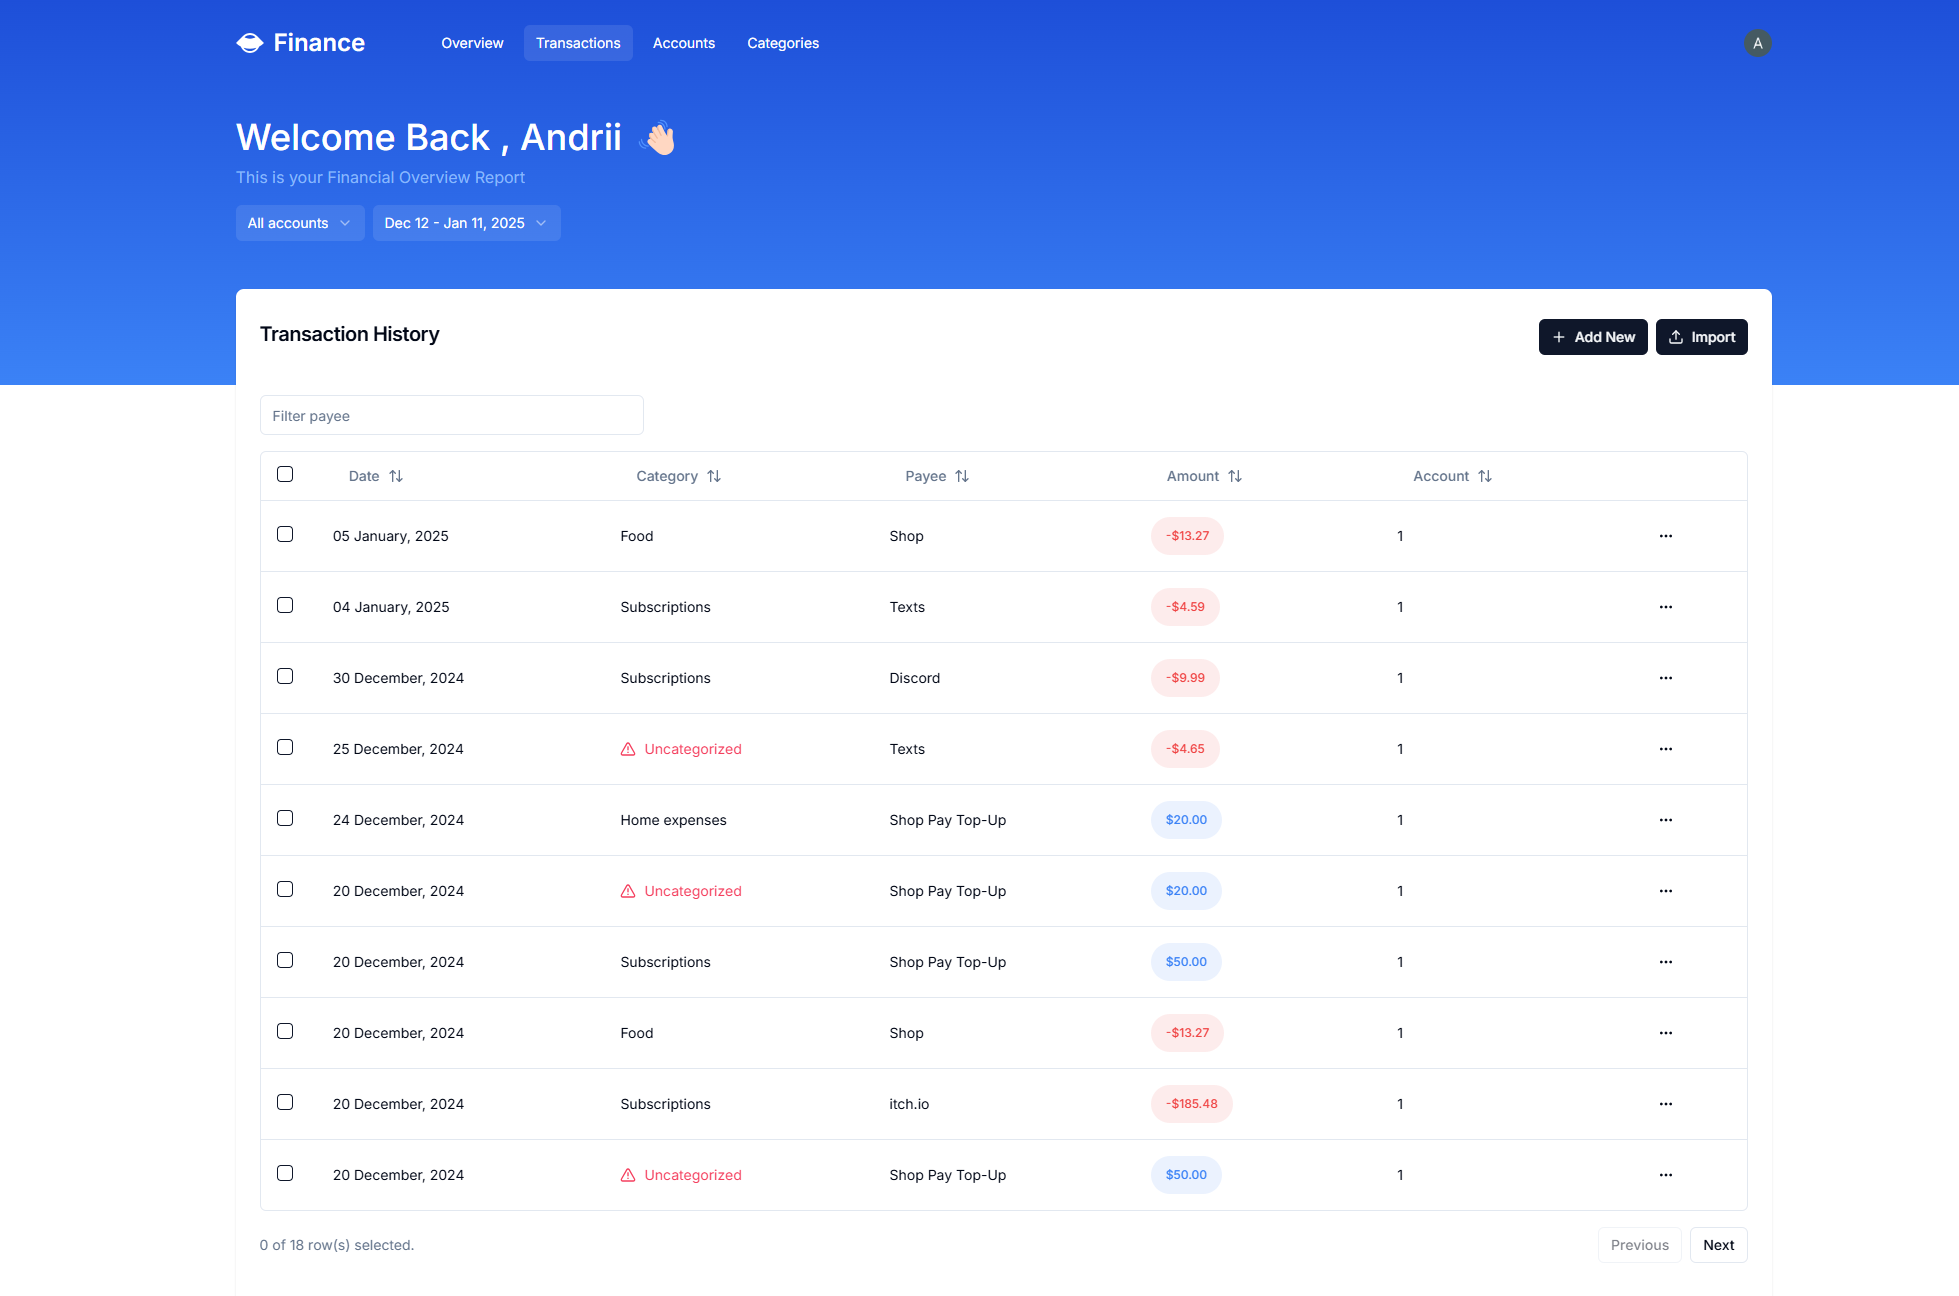 Finance Overview Transactions Accounts Categories A
Welcome Back , Andrii
This is your Financial Overview Report
All accounts Dec 12 - Jan 11, 2025
Transaction History Add New Import
Filter payee
Date Category Payee Amount Account
05 January, 2025 Food Shop -$13.27 1
04 January, 2025 Subscriptions Texts -$4.59 1
30 December, 2024 Subscriptions Discord -$9.99 1
25 December, 2024 Uncategorized Texts -$4.65 1
24 December, 2024 Home expenses Shop Pay Top-Up $20.00 1
20 December, 2024 Uncategorized Shop Pay Top-Up $20.00 1
20 December, 2024 Subscriptions Shop Pay Top-Up $50.00 1
20 December, 2024 Food Shop -$13.27 1
20 December, 2024 Subscriptions itch.io -$185.48 1
20 December, 2024 Uncategorized Shop Pay Top-Up $50.00 1
0 of 18 row(s) selected. Previous Next